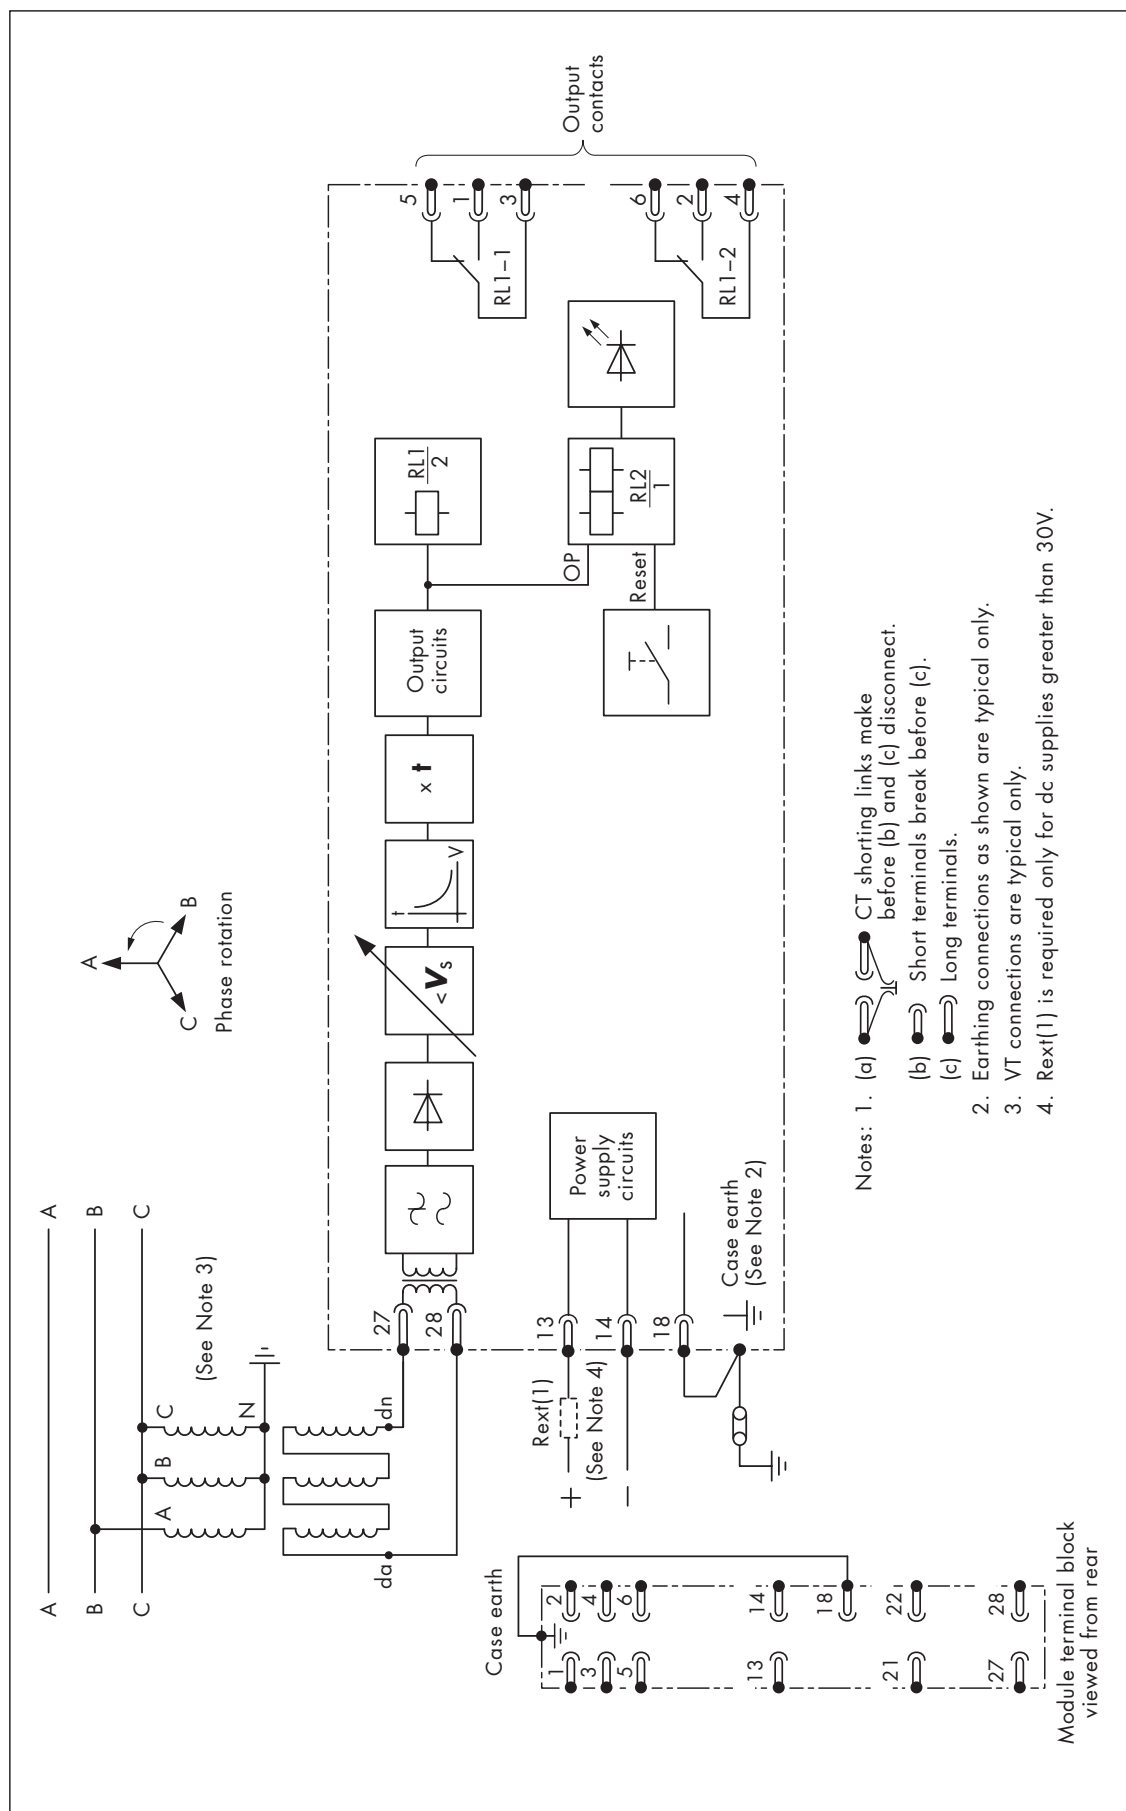 A
A
B
B
C
C
A
B
C
N
(See Note 3)
da
dn
A
B
C
Phase rotation
27
28
< Vs
t
V
x t
Output
circuits
RL1
2
OP
Reset
RL2
1
5
1
3
RL1–1
6
2
4
RL1–2
Output
contacts
+
–
Rext(1)
(See Note 4)
13
14
18
Power
supply
circuits
Case earth
(See Note 2)
Case earth
1
2
3
4
5
6
13
14
18
21
22
27
28
Module terminal block
viewed from rear
Notes: 1. (a) CT shorting links make
before (b) and (c) disconnect.
(b) Short terminals break before (c).
(c) Long terminals.
2. Earthing connections as shown are typical only.
3. VT connections are typical only.
4. Rext(1) is required only for dc supplies greater than 30V.